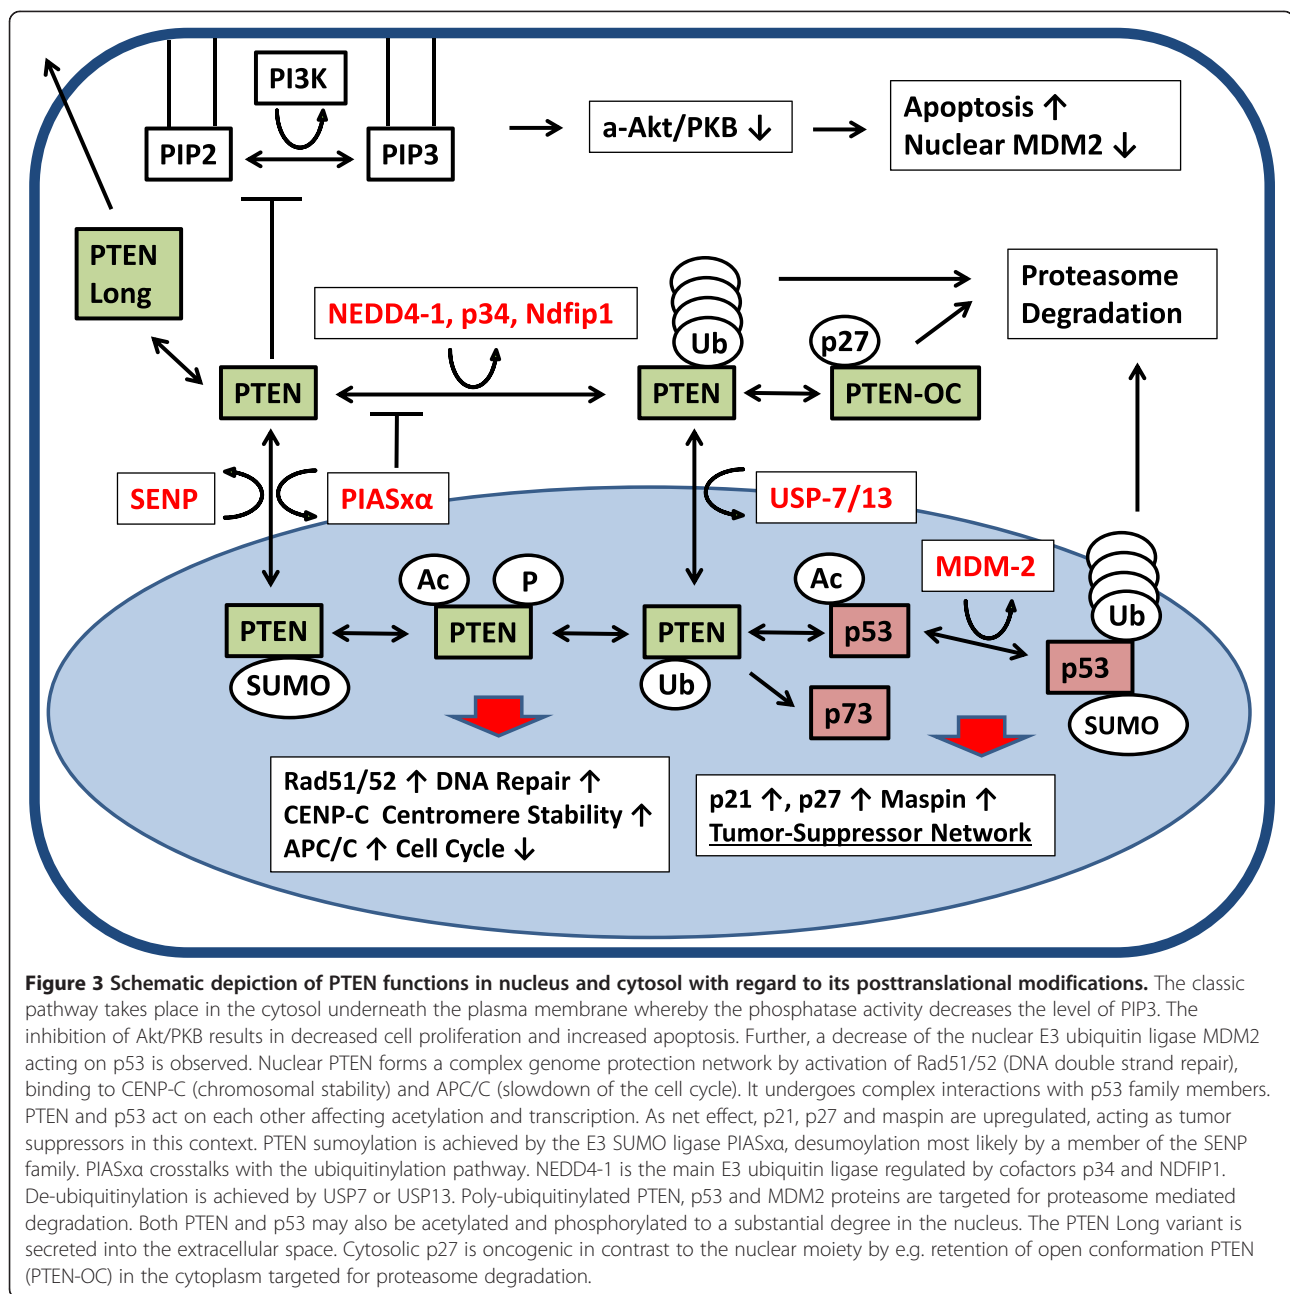 PI3K
PIP2
PIP3
a-Akt/PKB ↓
Apoptosis ↑
Nuclear MDM2 ↓
PTEN
Long
NEDD4-1, p34, Ndfip1
Ub
p27
Proteasome
Degradation
PTEN
PTEN
PTEN-OC
SENP
PIASxα
USP-7/13
MDM-2
Ac
P
Ac
Ub
PTEN
PTEN
PTEN
p53
p53
SUMO
Ub
p73
SUMO
Rad51/52 ↑ DNA Repair ↑
CENP-C Centromere Stability ↑
APC/C ↑ Cell Cycle ↓
p21 ↑, p27 ↑ Maspin ↑
Tumor-Suppressor Network
Figure 3 Schematic depiction of PTEN functions in nucleus and cytosol with regard to its posttranslational modifications. The classic
pathway takes place in the cytosol underneath the plasma membrane whereby the phosphatase activity decreases the level of PIP3. The
inhibition of Akt/PKB results in decreased cell proliferation and increased apoptosis. Further, a decrease of the nuclear E3 ubiquitin ligase MDM2
acting on p53 is observed. Nuclear PTEN forms a complex genome protection network by activation of Rad51/52 (DNA double strand repair),
binding to CENP-C (chromosomal stability) and APC/C (slowdown of the cell cycle). It undergoes complex interactions with p53 family members.
PTEN and p53 act on each other affecting acetylation and transcription. As net effect, p21, p27 and maspin are upregulated, acting as tumor
suppressors in this context. PTEN sumoylation is achieved by the E3 SUMO ligase PIASxα, desumoylation most likely by a member of the SENP
family. PIASxα crosstalks with the ubiquitinylation pathway. NEDD4-1 is the main E3 ubiquitin ligase regulated by cofactors p34 and NDFIP1.
De-ubiquitinylation is achieved by USP7 or USP13. Poly-ubiquitinylated PTEN, p53 and MDM2 proteins are targeted for proteasome mediated
degradation. Both PTEN and p53 may also be acetylated and phosphorylated to a substantial degree in the nucleus. The PTEN Long variant is
secreted into the extracellular space. Cytosolic p27 is oncogenic in contrast to the nuclear moiety by e.g. retention of open conformation PTEN
(PTEN-OC) in the cytoplasm targeted for proteasome degradation.